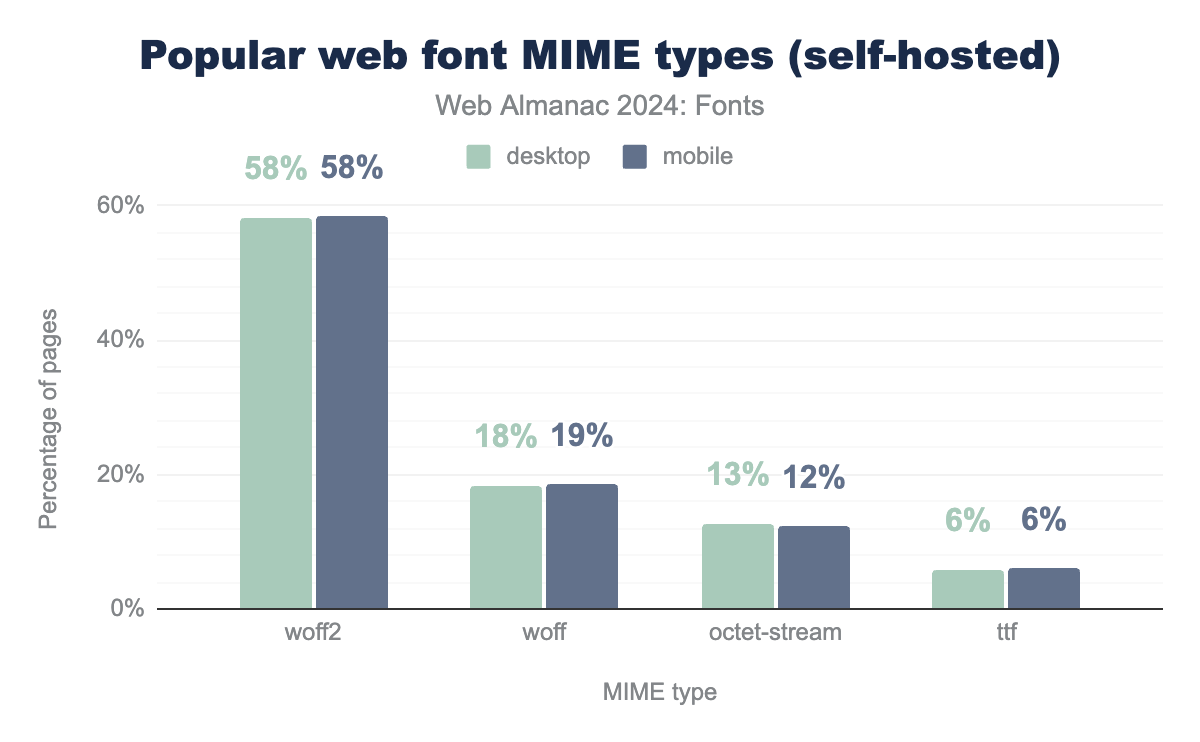 Popular web font MIME types (self-hosted)
Web Almanac 2024: Fonts
desktop mobile
58% 58%
60%
40%
18% 19%
20%
13% 12%
6% 6%
0%
Percentage of pages
woff2 woff octet-stream ttf
MIME type